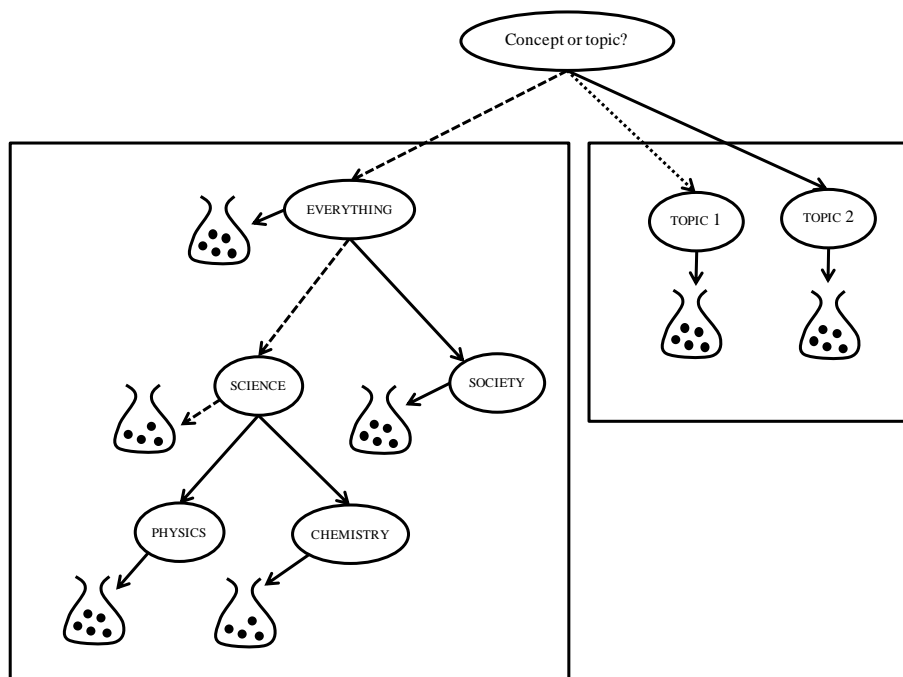 Concept or topic?
EVERYTHING
TOPIC 1
TOPIC 2
SCIENCE
SOCIETY
PHYSICS
CHEMISTRY